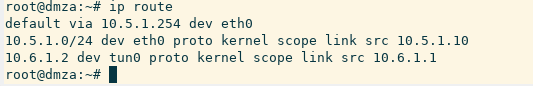 root@dmza:~# ip route
default via 10.5.1.254 dev eth0
10.5.1.0/24 dev eth0 proto kernel scope link src 10.5.1.10
10.6.1.2 dev tun0 proto kernel scope link src 10.6.1.1
root@dmza:~#